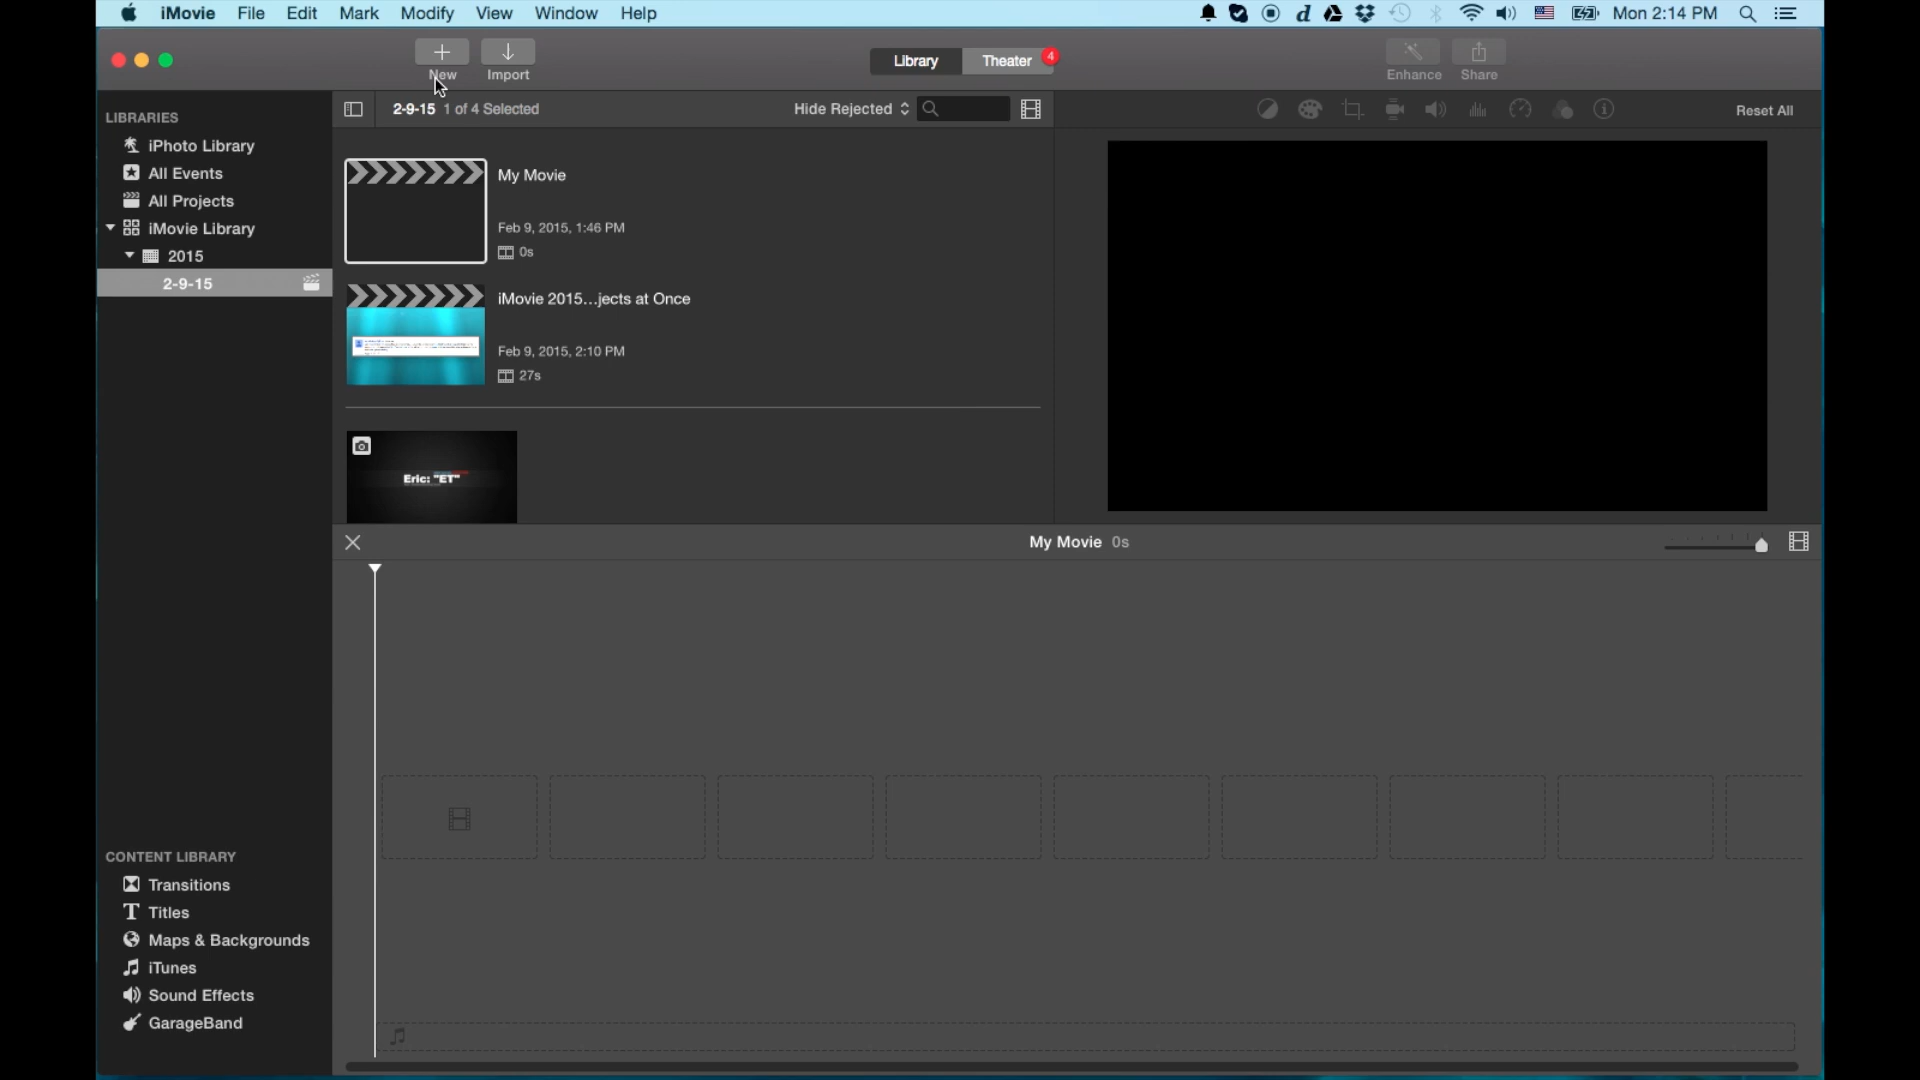 iMovie File Edit Mark Modify View Window Help
d Mon 2:14 PM
New Import
Library Theater 4
Enhance Share
LIBRARIES
iPhoto Library
All Events
All Projects
iMovie Library
2015
2-9-15
2-9-15 1 of 4 Selected
Hide Rejected
Reset All
My Movie
Feb 9, 2015, 1:46 PM
0s
iMovie 2015...jects at Once
Feb 9, 2015, 2:10 PM
27s
Eric: "ET"
My Movie 0s
CONTENT LIBRARY
Transitions
T Titles
Maps & Backgrounds
iTunes
Sound Effects
GarageBand